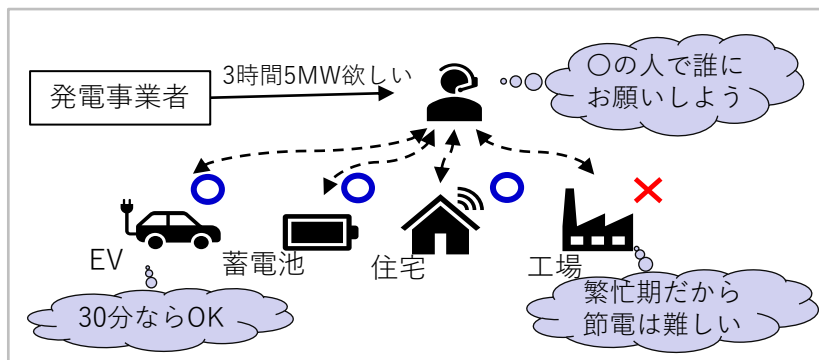 3時間5MW欲しい
発電事業者
〇の人で誰に
お願いしよう
EV
蓄電池
住宅
工場
30分ならOK
繁忙期だから
節電は難しい